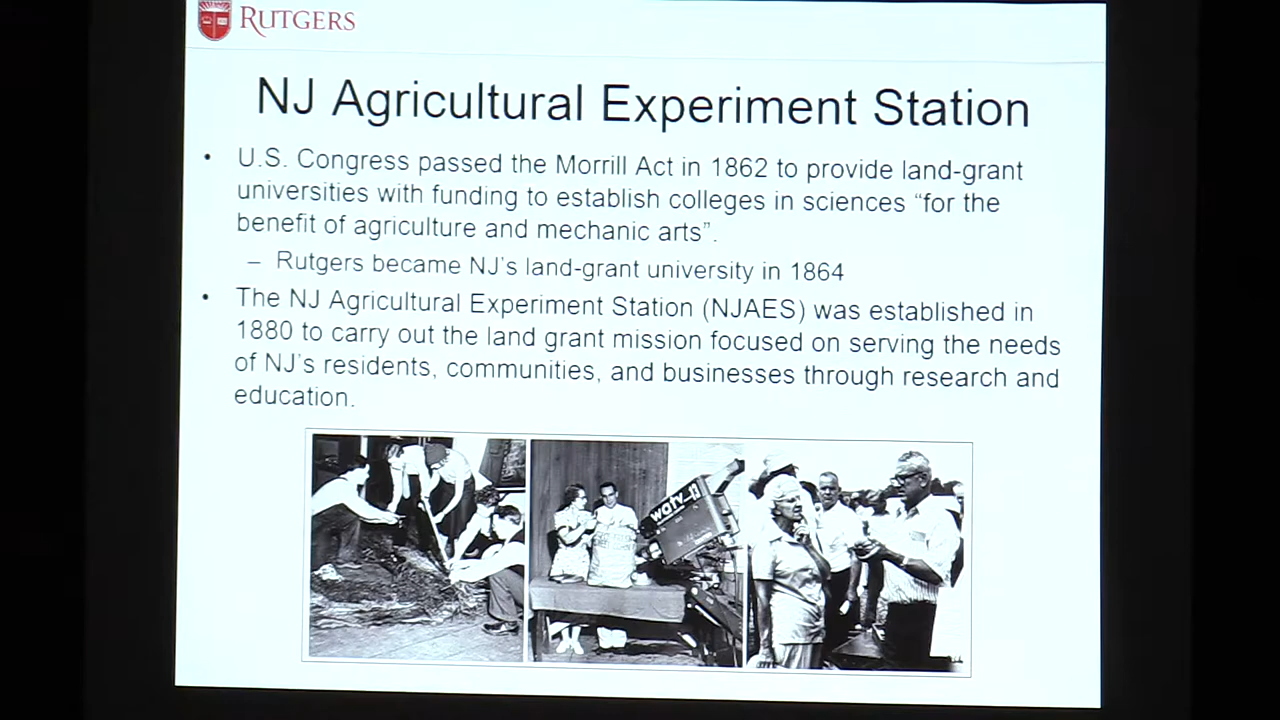 RUTGERS
NJ Agricultural Experiment Station
• U.S. Congress passed the Morrill Act in 1862 to provide land-grant
universities with funding to establish colleges in sciences “for the
benefit of agriculture and mechanic arts”.
– Rutgers became NJ’s land-grant university in 1864
• The NJ Agricultural Experiment Station (NJAES) was established in
1880 to carry out the land grant mission focused on serving the needs
of NJ’s residents, communities, and businesses through research and
education.
watv 13